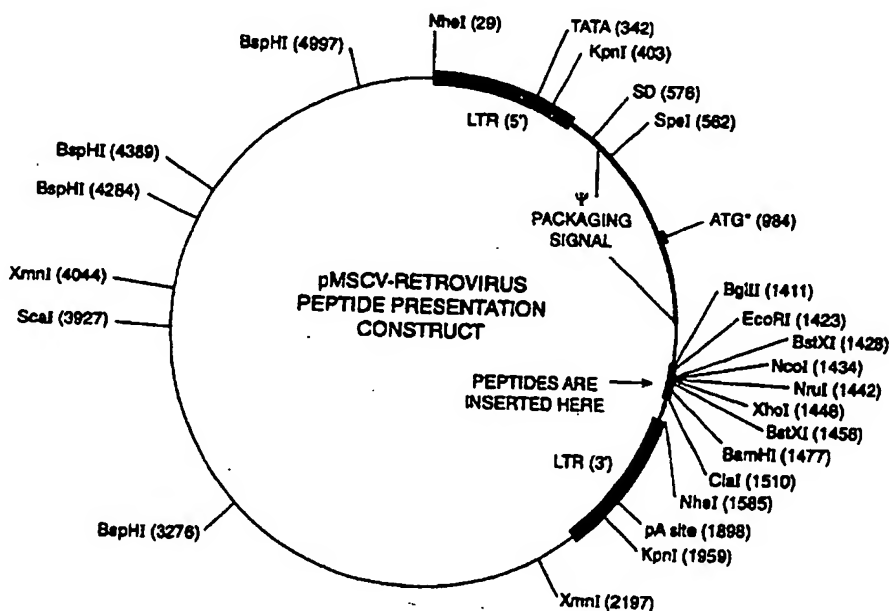 NheI (29)
TATA (342)
KpnI (403)
SD (576)
SpeI (562)
LTR (5')
Ψ
PACKAGING
SIGNAL
ATG* (984)
BglII (1411)
EcoRI (1423)
BstXI (1428)
NcoI (1434)
NruI (1442)
XhoI (1448)
BstXI (1456)
BamHI (1477)
ClaI (1510)
NheI (1585)
PEPTIDES ARE
INSERTED HERE
LTR (3')
pA site (1898)
KpnI (1959)
XmnI (2197)
BspHI (3276)
ScaI (3927)
XmnI (4044)
BspHI (4284)
BspHI (4389)
BspHI (4997)
pMSCV-RETROVIRUS
PEPTIDE PRESENTATION
CONSTRUCT